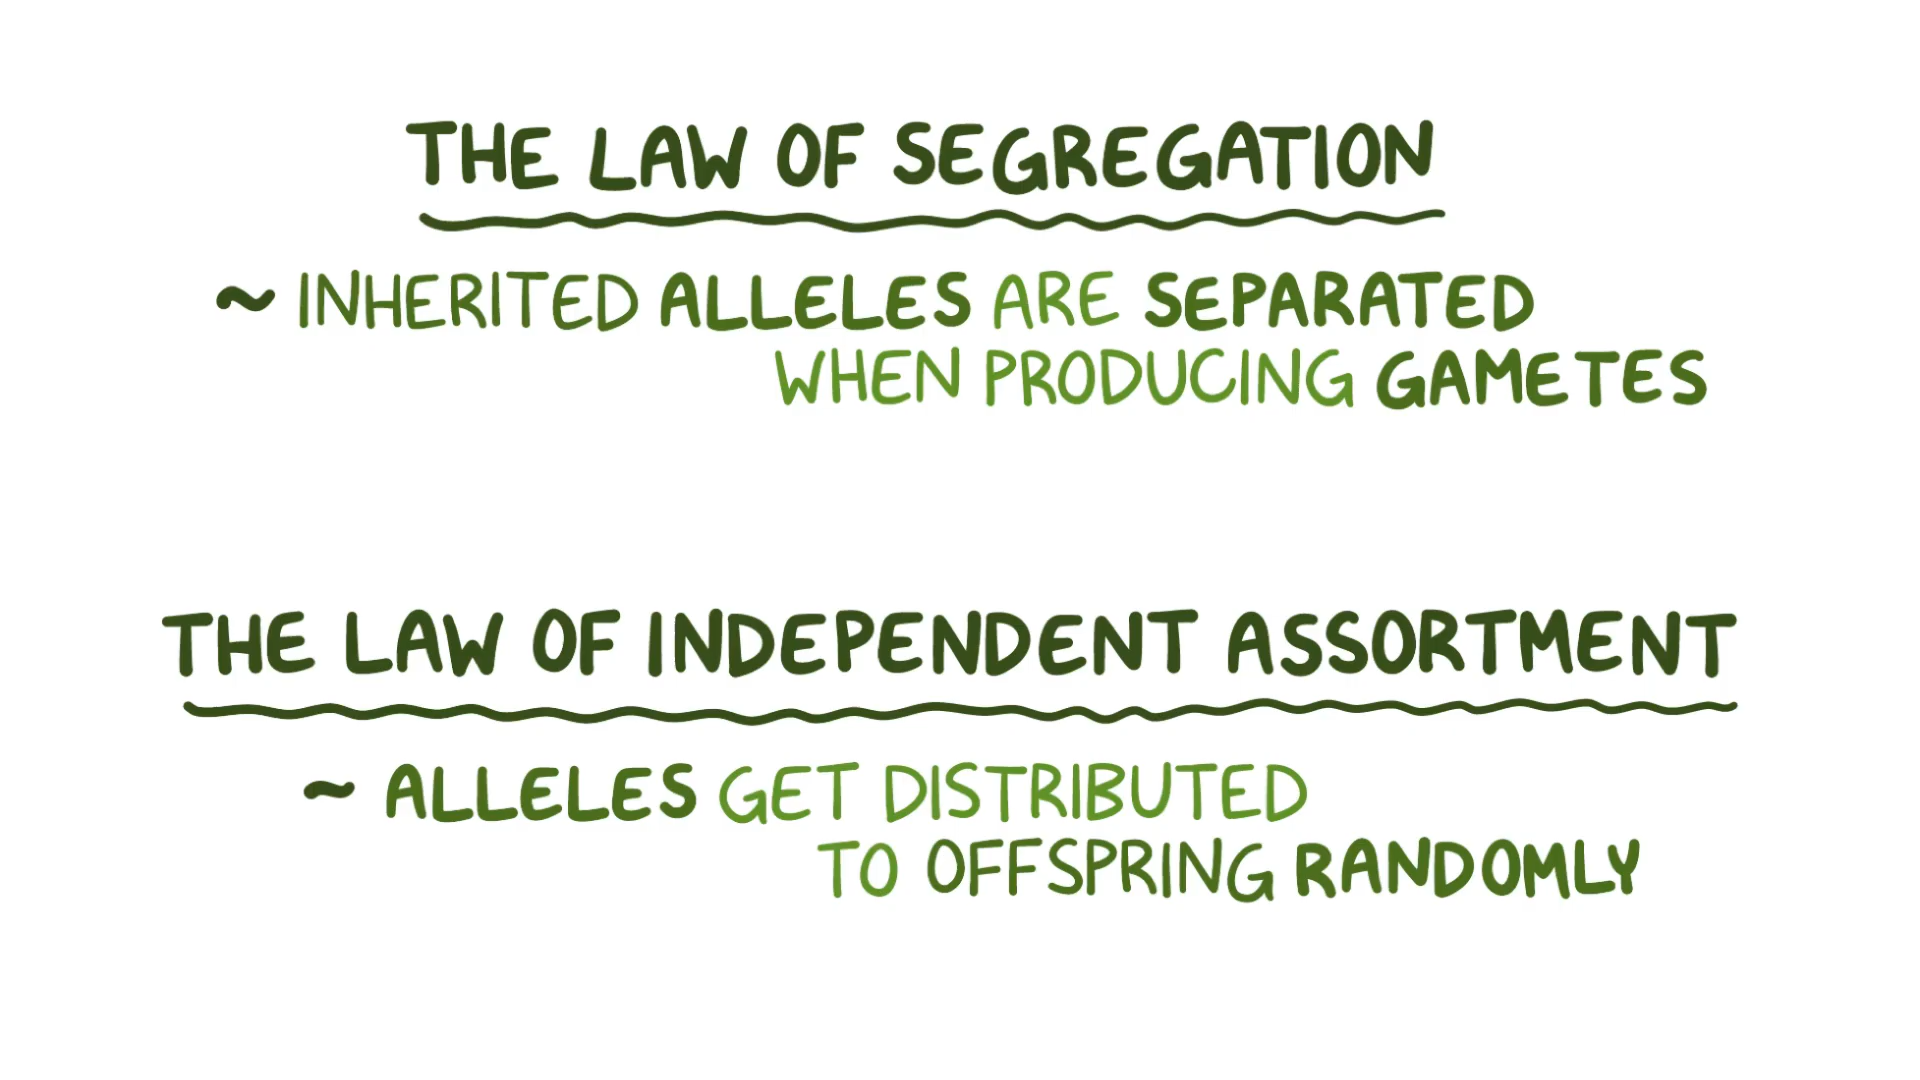 THE LAW OF SEGREGATION
~ INHERITED ALLELES ARE SEPARATED
WHEN PRODUCING GAMETES
THE LAW OF INDEPENDENT ASSORTMENT
~ ALLELES GET DISTRIBUTED
TO OFFSPRING RANDOMLY